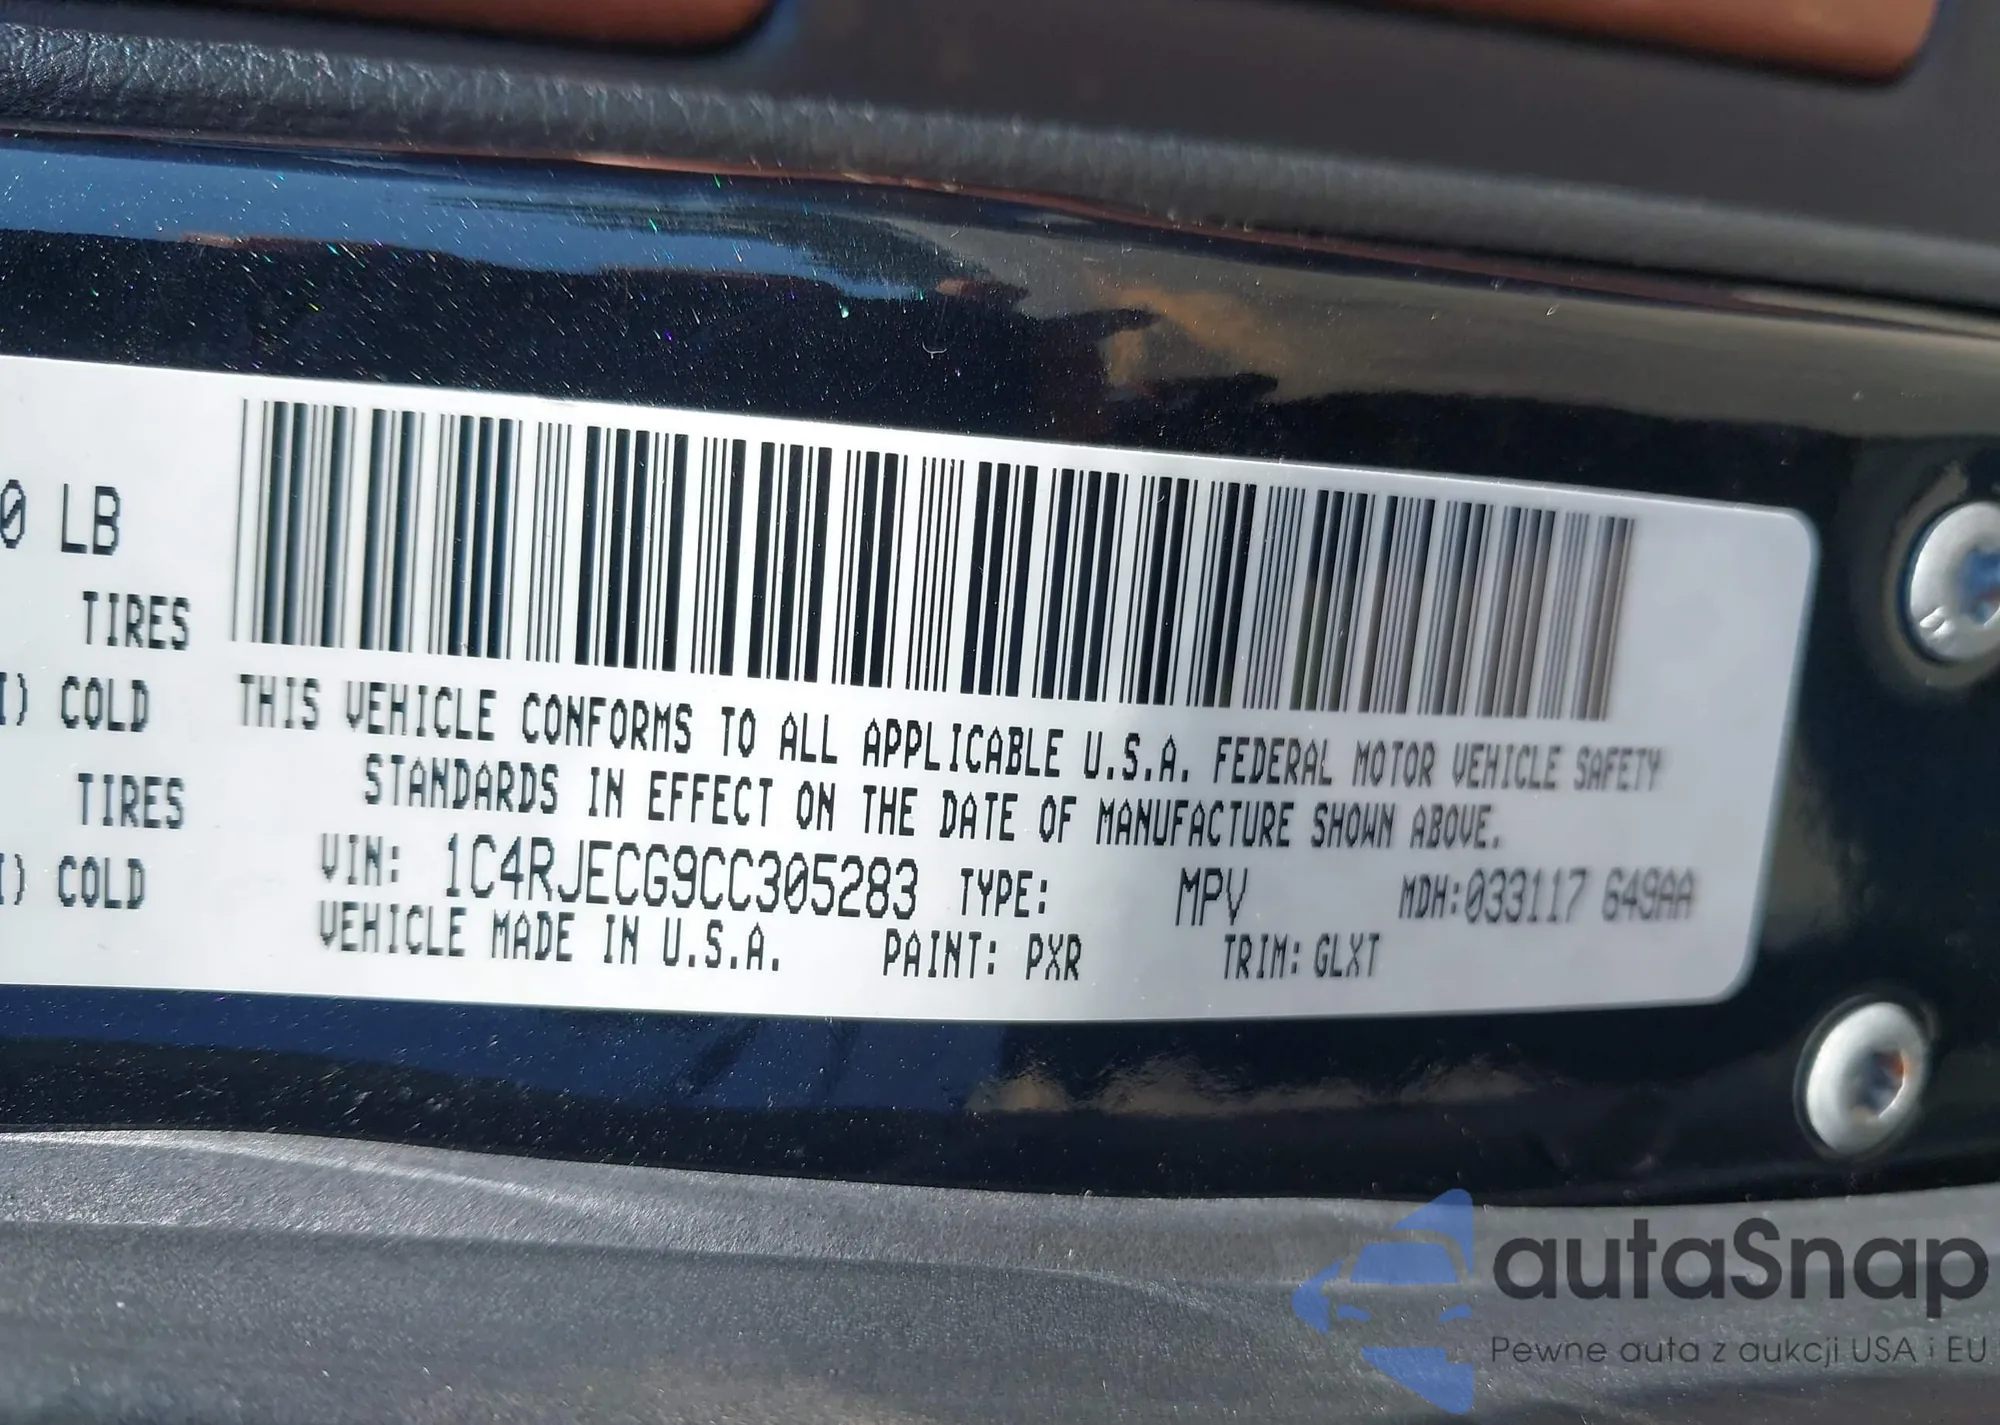 0 LB
TIRES
I) COLD
TIRES
I) COLD
THIS VEHICLE CONFORMS TO ALL APPLICABLE U.S.A. FEDERAL MOTOR VEHICLE SAFETY
STANDARDS IN EFFECT ON THE DATE OF MANUFACTURE SHOWN ABOVE.
VIN: 1C4RJECG9CC305283 TYPE: MPV MDH:033117 649AA
VEHICLE MADE IN U.S.A. PAINT: PXR TRIM: GLXT
autaSnap
Pewne auta z aukcji USA i EU